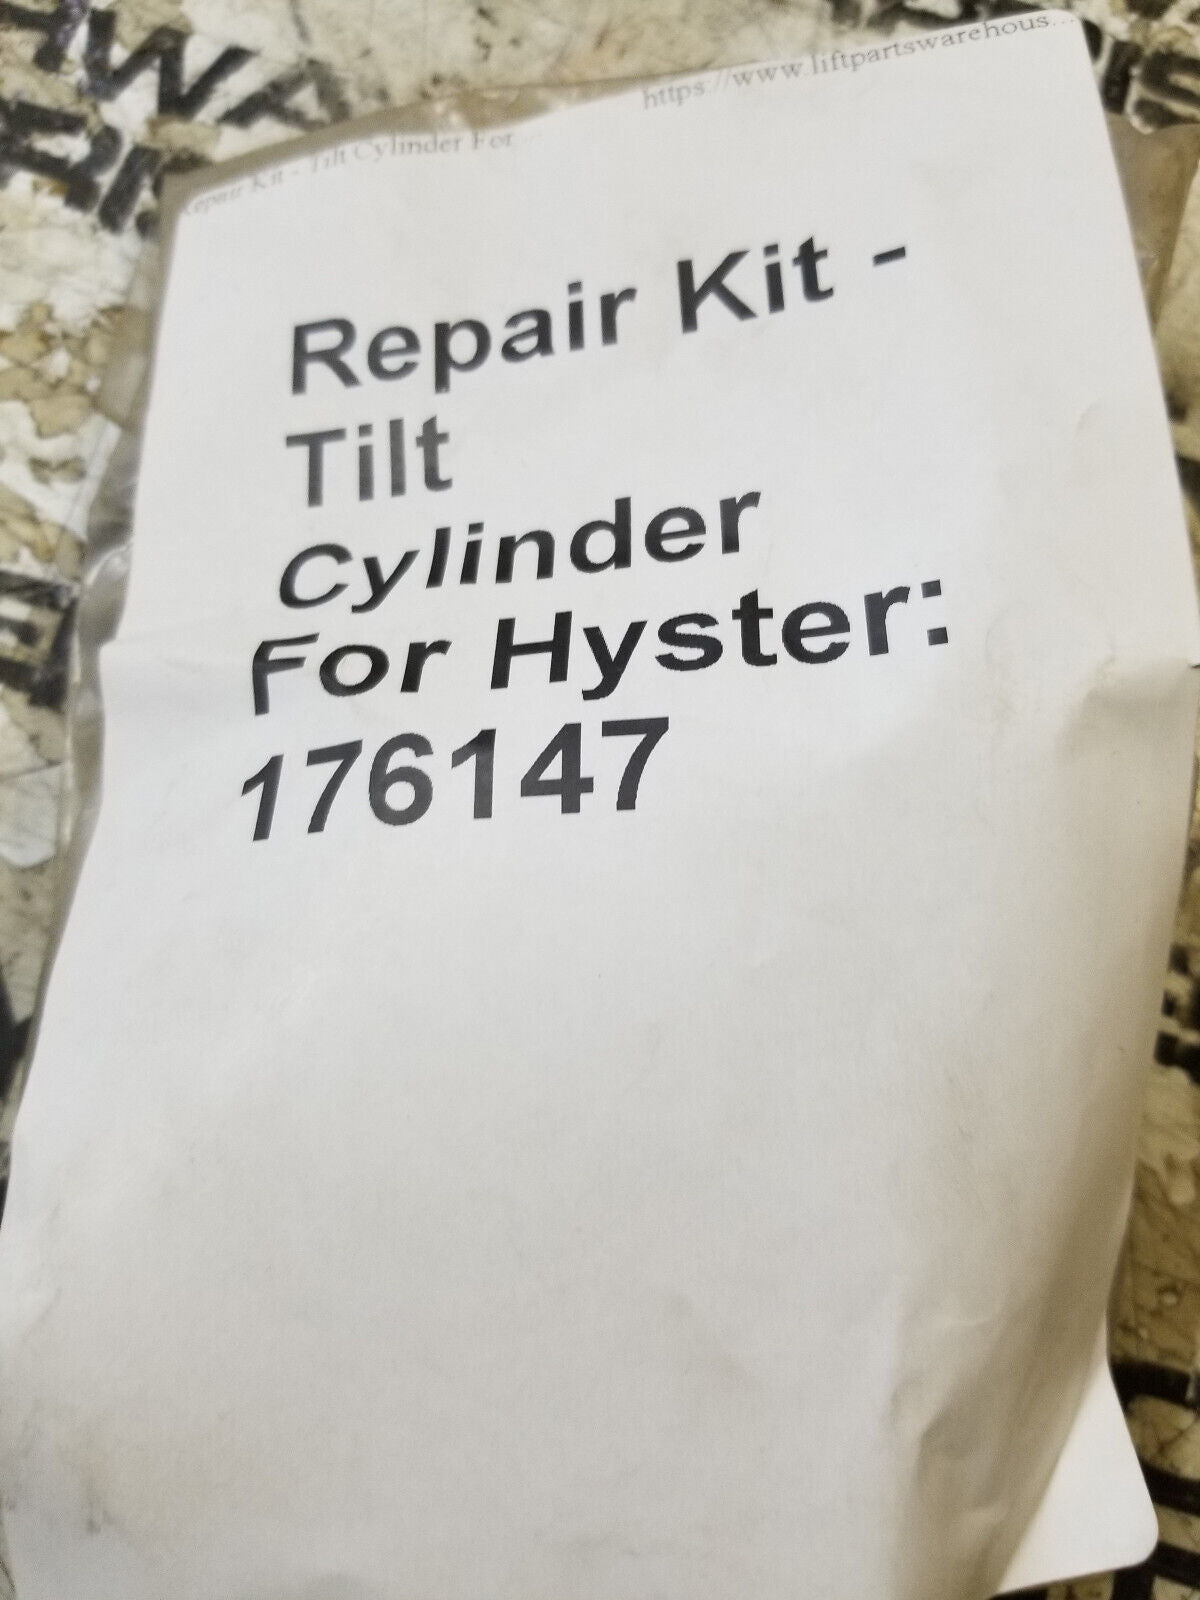 Repair Kit - Tilt Cylinder For ...
https://www.liftpartswarehous...
Repair Kit -
Tilt
Cylinder
For Hyster:
176147